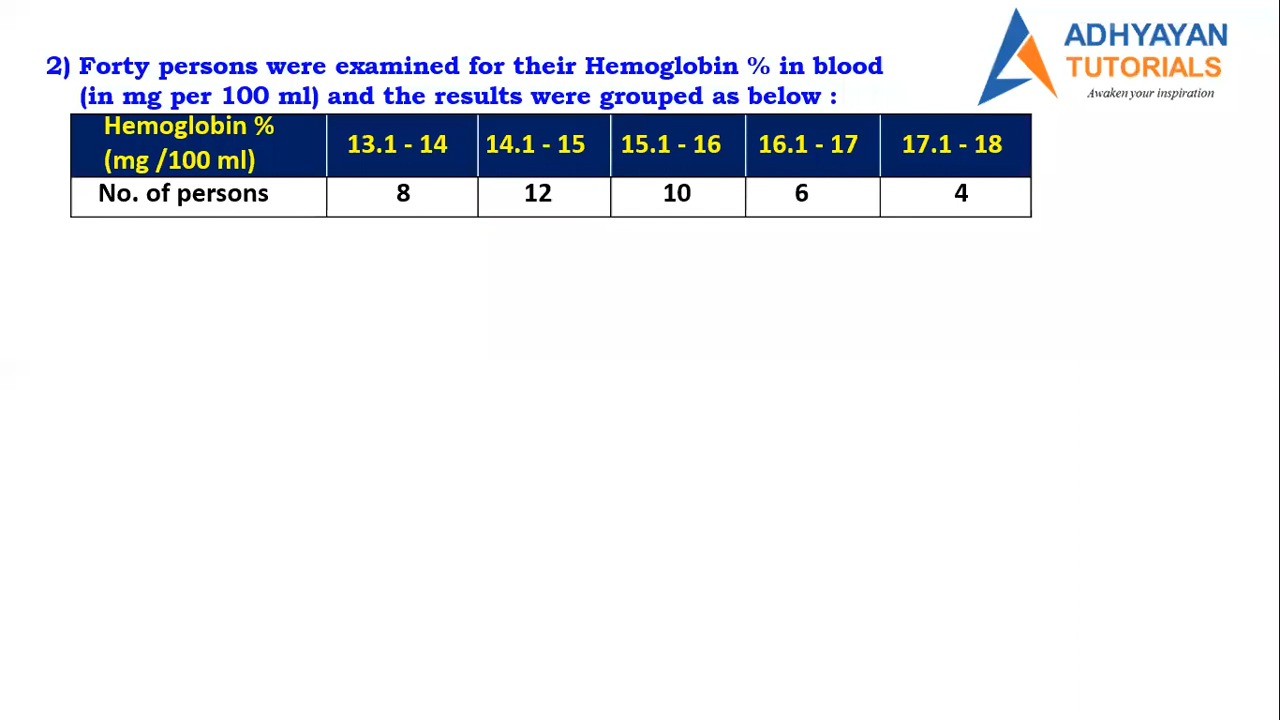 ADHYAYAN
TUTORIALS
Awaken your inspiration
2) Forty persons were examined for their Hemoglobin % in blood
(in mg per 100 ml) and the results were grouped as below :
Hemoglobin % (mg /100 ml) 13.1 - 14 14.1 - 15 15.1 - 16 16.1 - 17 17.1 - 18
No. of persons 8 12 10 6 4